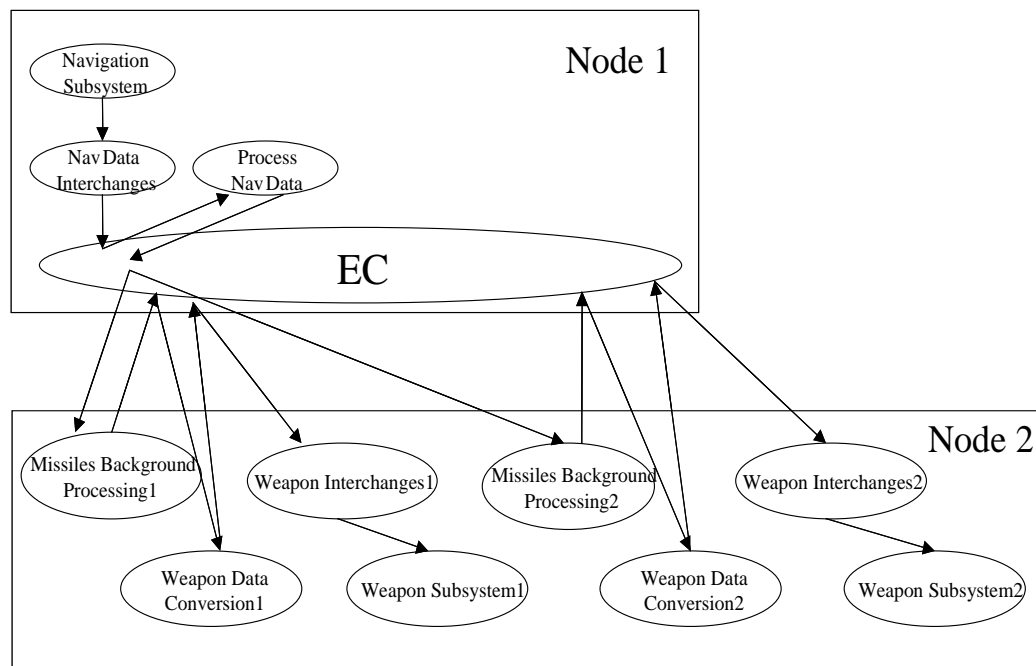 Node 1
Navigation
Subsystem
Nav Data
Interchanges
Process
Nav Data
EC
Node 2
Missiles Background
Processing1
Weapon Interchanges1
Missiles Background
Processing2
Weapon Interchanges2
Weapon Data
Conversion1
Weapon Subsystem1
Weapon Data
Conversion2
Weapon Subsystem2